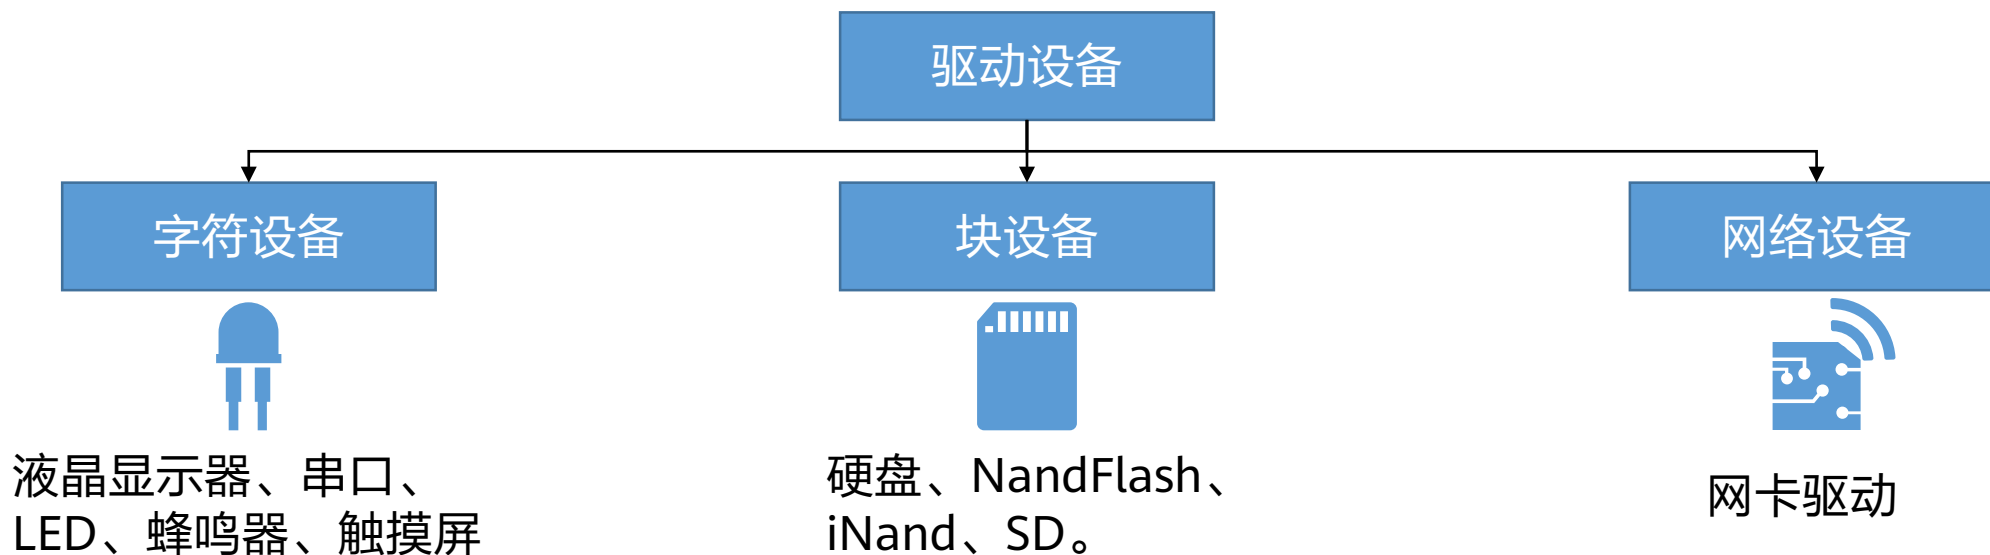 驱动设备
字符设备
块设备
网络设备
液晶显示器、串口、
LED、蜂鸣器、触摸屏
硬盘、NandFlash、
iNand、SD。
网卡驱动